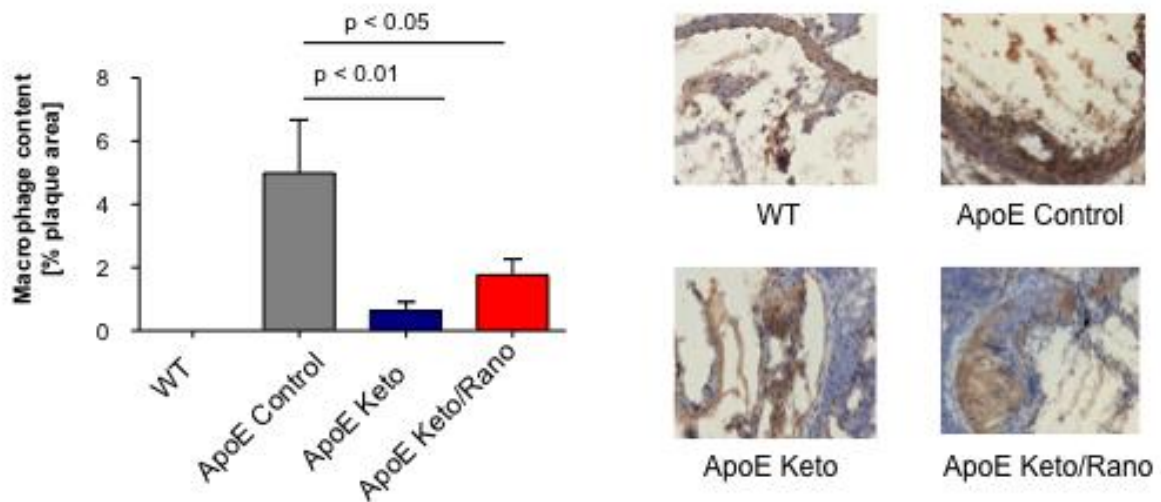 p < 0.05
p < 0.01
Macrophage content
[% plaque area]
8
6
4
2
0
WT
ApoE Control
ApoE Keto
ApoE Keto/Rano
WT
ApoE Control
ApoE Keto
ApoE Keto/Rano